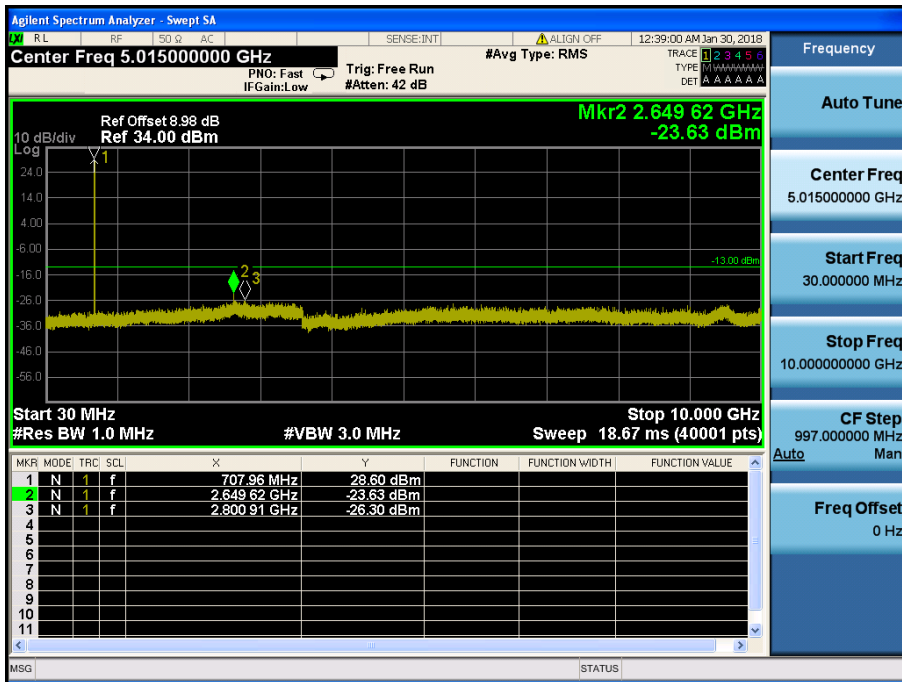 Agilent Spectrum Analyzer - Swept SA
LXI RL RF 50 Ω AC SENSE:INT ALIGN OFF 12:39:00 AM Jan 30, 2018
Center Freq 5.015000000 GHz
PNO: Fast
IFGain:Low
Trig: Free Run
#Atten: 42 dB
#Avg Type: RMS
TRACE 1 2 3 4 5 6
TYPE M WWWWW
DET A A A A A A
Mkr2 2.649 62 GHz
-23.63 dBm
Ref Offset 8.98 dB
10 dB/div Ref 34.00 dBm
Log
1
24.0
14.0
4.00
-6.00
-13.00 dBm
-16.0
2
3
-26.0
-36.0
-46.0
-56.0
Start 30 MHz Stop 10.000 GHz
#Res BW 1.0 MHz #VBW 3.0 MHz Sweep 18.67 ms (40001 pts)
MKR MODE TRC SCL X Y FUNCTION FUNCTION WIDTH FUNCTION VALUE
1 N 1 f 707.96 MHz 28.60 dBm
2 N 1 f 2.649 62 GHz -23.63 dBm
3 N 1 f 2.800 91 GHz -26.30 dBm
4
5
6
7
8
9
10
11
MSG STATUS
Frequency
Auto Tune
Center Freq
5.015000000 GHz
Start Freq
30.000000 MHz
Stop Freq
10.000000000 GHz
CF Step
997.000000 MHz
Auto Man
Freq Offset
0 Hz